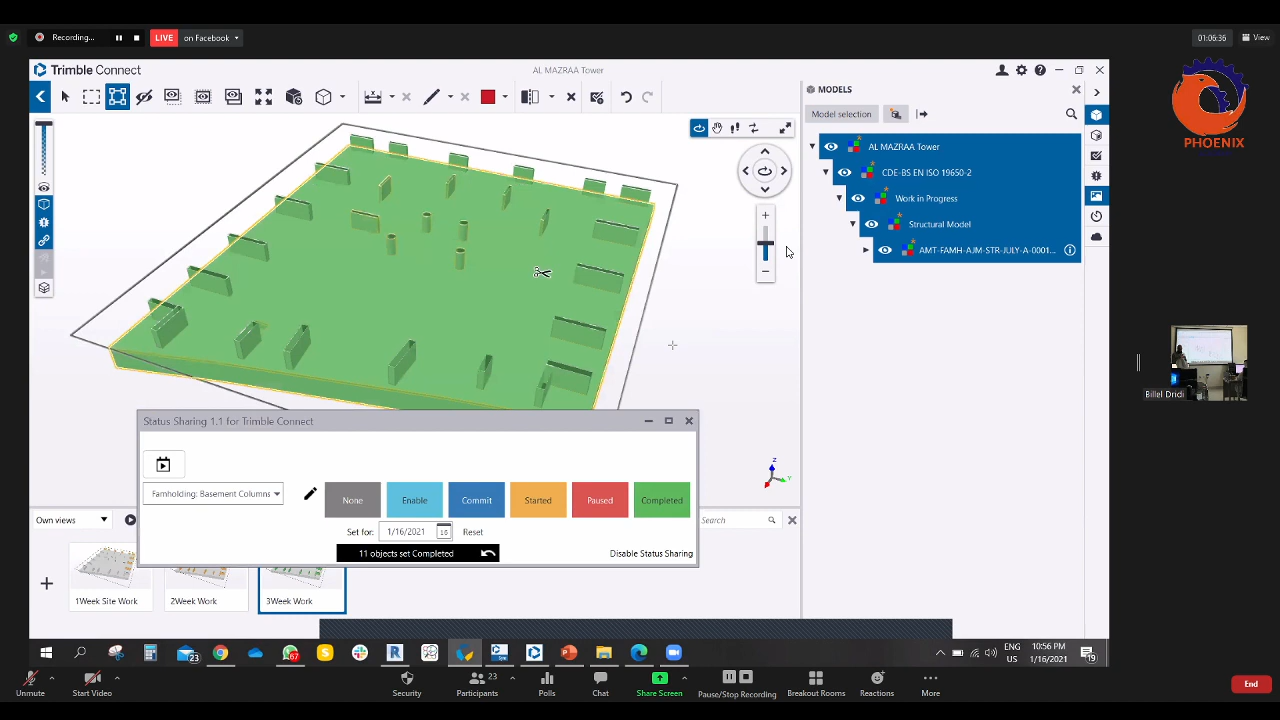 Recording...
LIVE
on Facebook
01:06:36
View
Trimble Connect
AL MAZRAA Tower
PHOENIX
MODELS
Model selection
AL MAZRAA Tower
CDE-BS EN ISO 19650-2
Work in Progress
Structural Model
AMT-FAMH-AJM-STR-JULY-A-0001...
Z
Y
Billel Dridi
Status Sharing 1.1 for Trimble Connect
Famholding: Basement Columns
None
Enable
Commit
Started
Paused
Completed
Set for:
1/16/2021
16
Reset
11 objects set Completed
Disable Status Sharing
Own views
Search
1Week Site Work
2Week Work
3Week Work
23
67
ENG
US
10:56 PM
1/16/2021
19
Unmute
Start Video
Security
Participants
23
Polls
Chat
Share Screen
Pause/Stop Recording
Breakout Rooms
Reactions
More
End